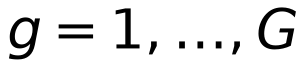 g = 1, ..., G